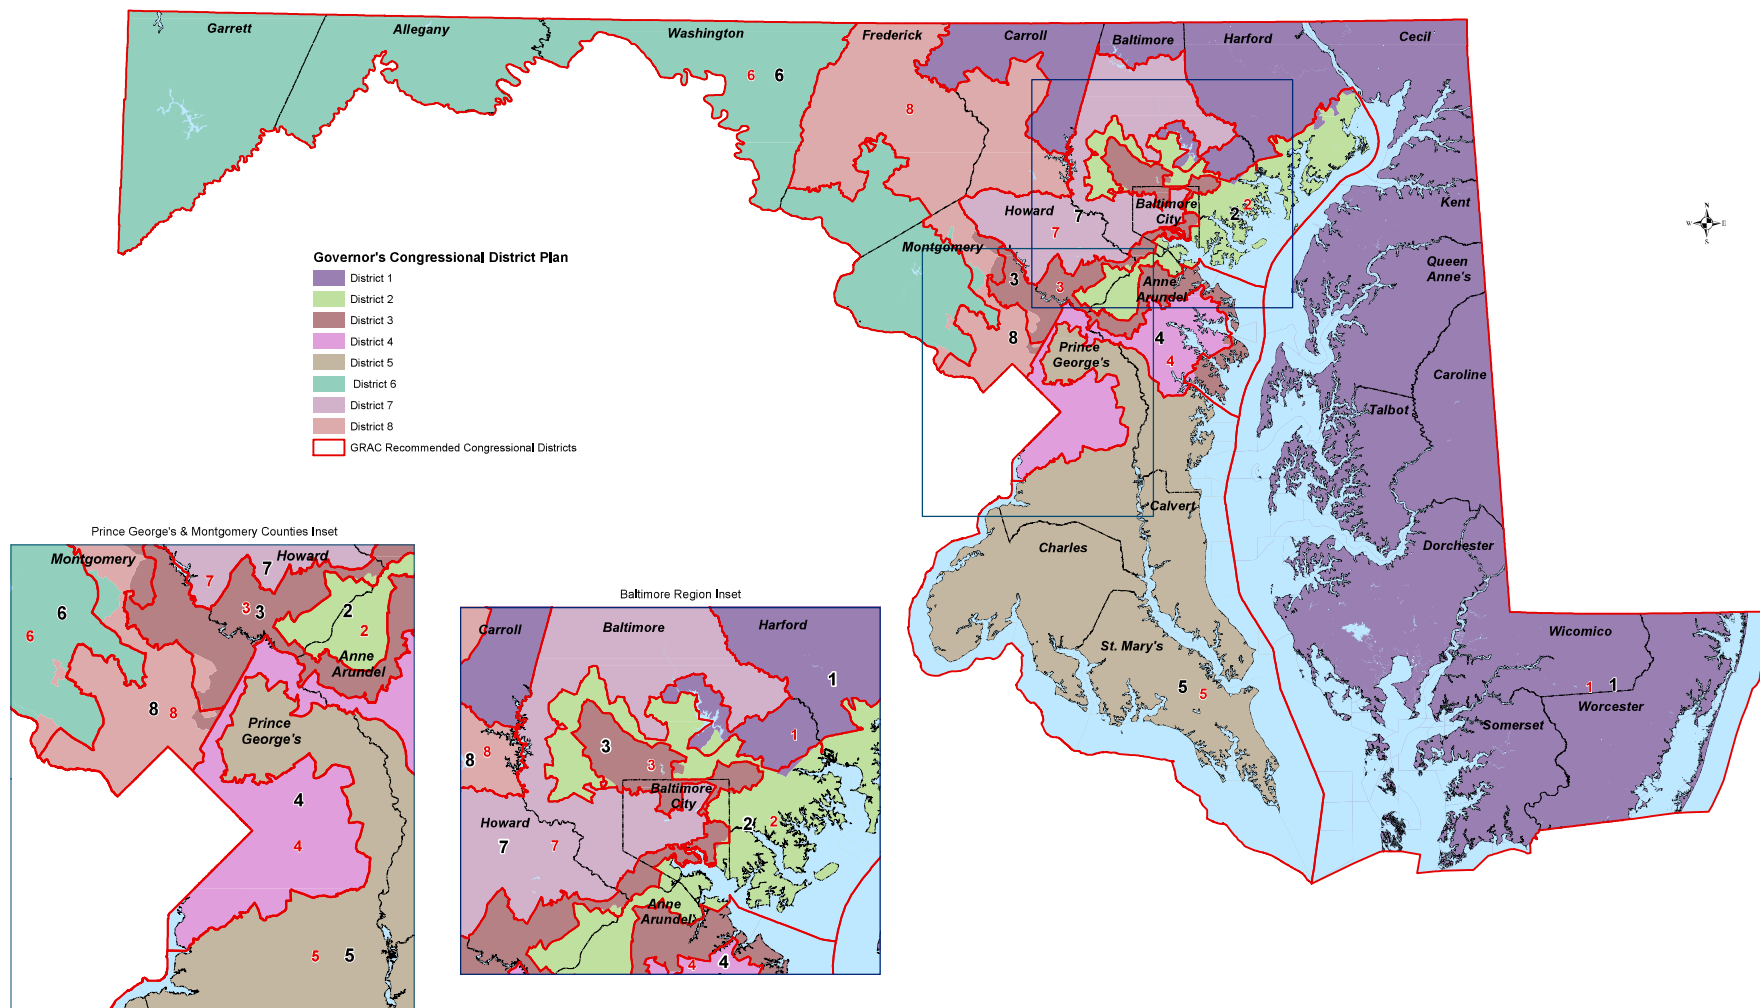 Garrett
Allegany
Washington
Frederick
Carroll
Baltimore
Harford
Cecil
6
6
8
Kent
Howard
7
7
Baltimore
City
2
2
N
W
E
S
Montgomery
Queen
Anne's
3
3
Anne
Arundel
Governor's Congressional District Plan
District 1
District 2
District 3
District 4
District 5
District 6
District 7
District 8
GRAC Recommended Congressional Districts
8
4
4
Prince
George's
Caroline
Talbot
Calvert
Charles
Dorchester
St. Mary's
5
5
Wicomico
1
1
Worcester
Somerset
Prince George's & Montgomery Counties Inset
Montgomery
Howard
7
7
6
6
3
3
2
2
Anne
Arundel
8
8
Prince
George's
4
4
5
5
Baltimore Region Inset
Carroll
Baltimore
Harford
1
1
3
3
8
8
Baltimore
City
Howard
7
7
2
2
Anne
Arundel
4
4